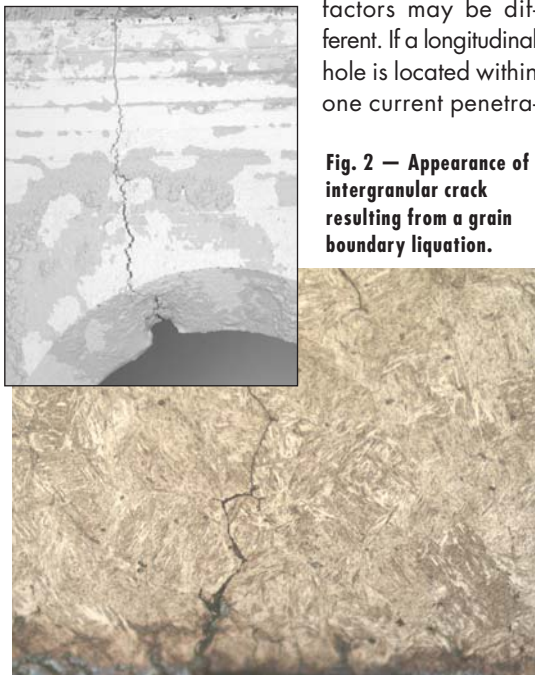 factors may be dif-
ferent. If a longitudinal
hole is located within
one current penetra-
Fig. 2 — Appearance of
intergranular crack
resulting from a grain
boundary liquation.